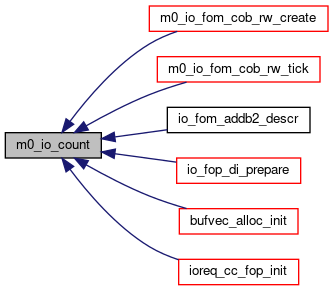 m0_io_fom_cob_rw_create
m0_io_fom_cob_rw_tick
io_fom_addb2_descr
m0_io_count
io_fop_di_prepare
bufvec_alloc_init
ioreq_cc_fop_init